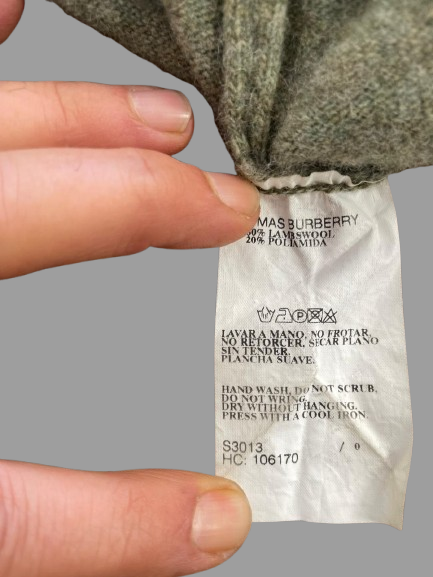 MAS BURBERRY
0% LAMBSWOOL
20% POLIAMIDA
LAVAR A MANO, NO FROTAR,
NO RETORCER, SECAR PLANO
SIN TENDER,
PLANCHA SUAVE.
HAND WASH, DO NOT SCRUB,
DO NOT WRING,
DRY WITHOUT HANGING.
PRESS WITH A COOL IRON.
S3013 / 0
HC: 106170